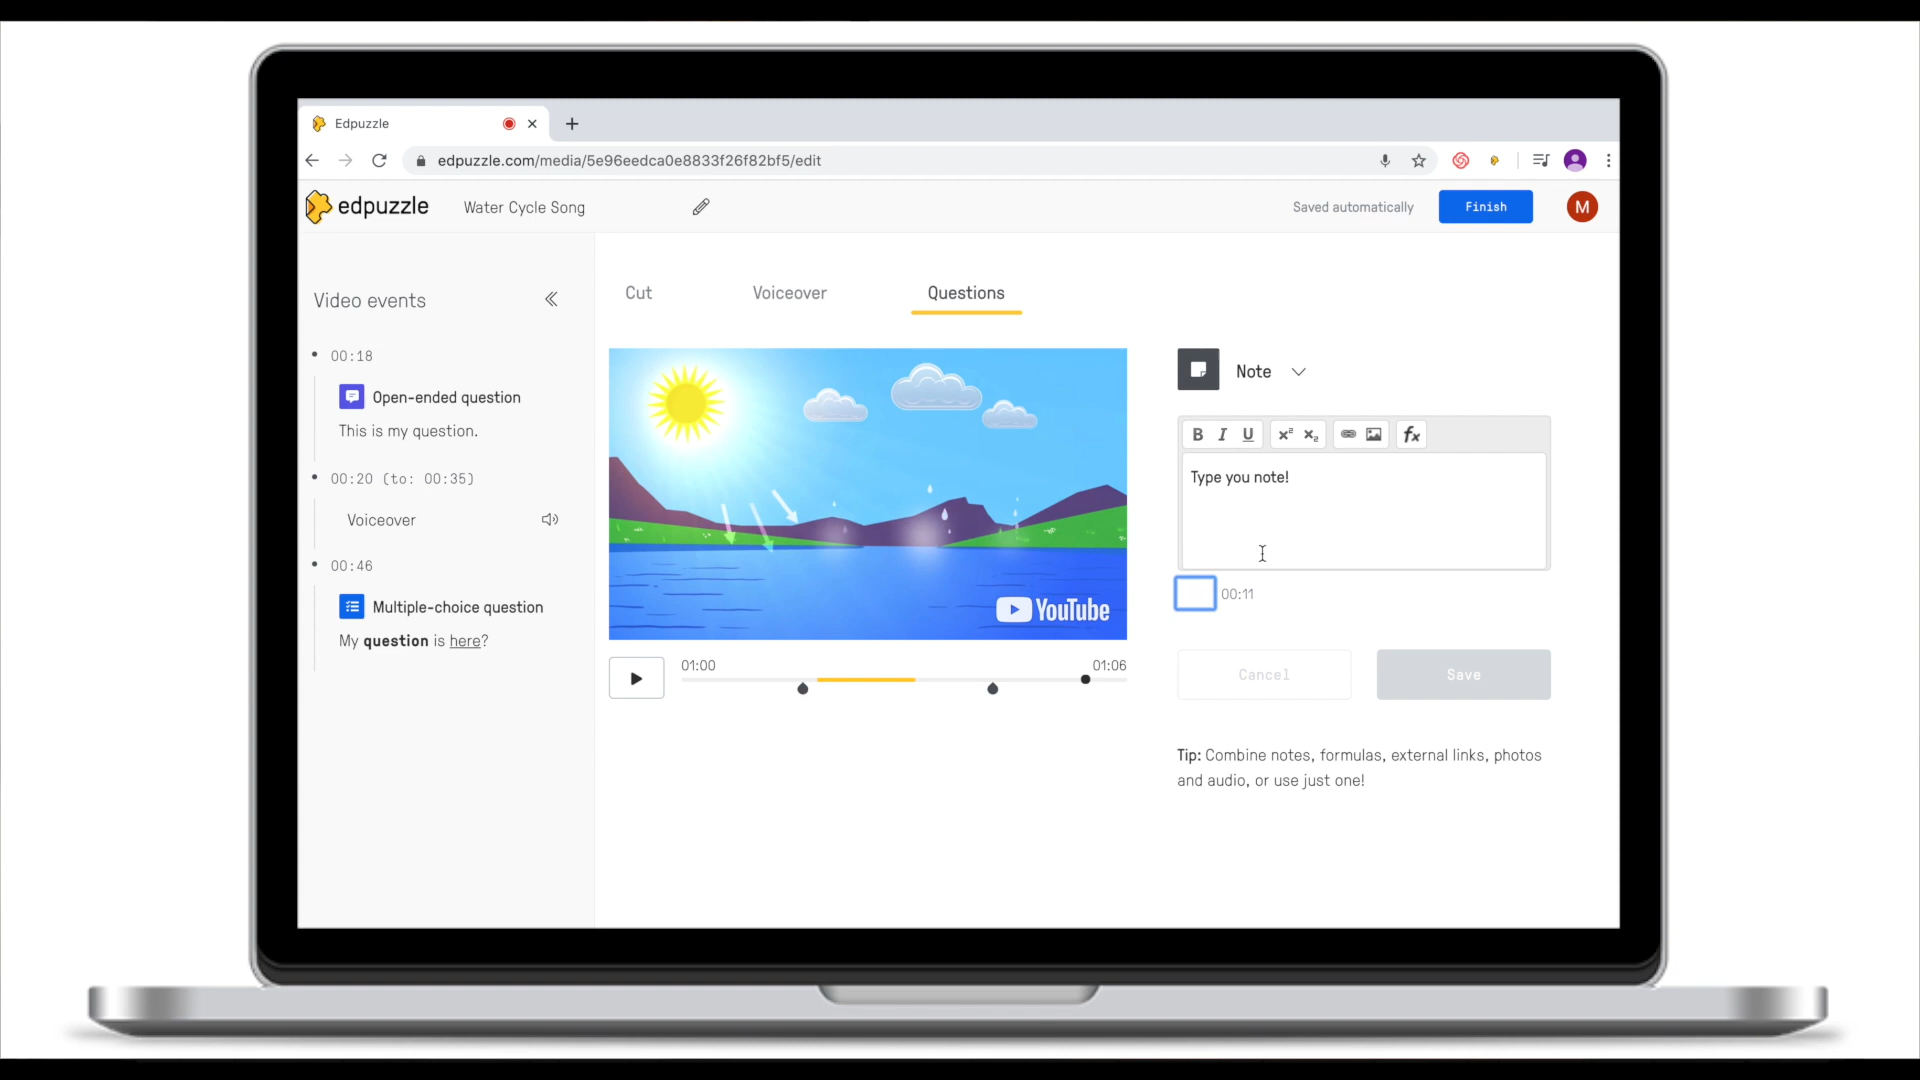 Edpuzzle
edpuzzle.com/media/5e96eedca0e8833f26f82bf5/edit
edpuzzle
Water Cycle Song
Saved automatically
Finish
M
Video events
00:18
Open-ended question
This is my question.
00:20 (to: 00:35)
Voiceover
00:46
Multiple-choice question
My question is here?
Cut
Voiceover
Questions
YouTube
01:00
01:06
Note
B I U x² x₂ fx
Type you note!
00:11
Cancel
Save
Tip: Combine notes, formulas, external links, photos
and audio, or use just one!